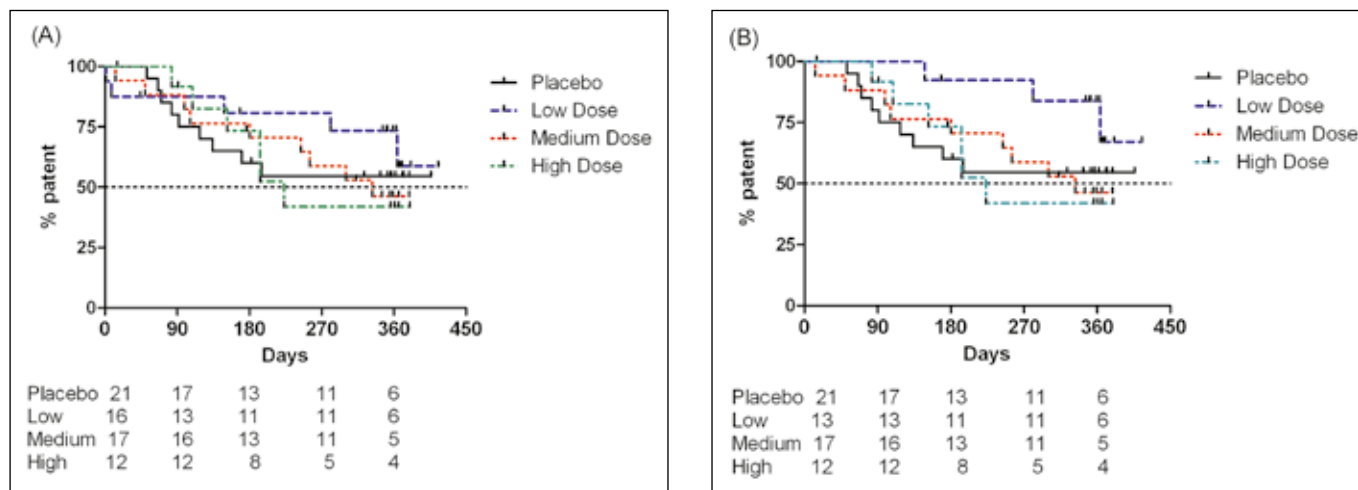 (A)
% patent
100
75
50
25
0
0 90 180 270 360 450
Days
Placebo
Low Dose
Medium Dose
High Dose
Placebo 21 17 13 11 6
Low 16 13 11 11 6
Medium 17 16 13 11 5
High 12 12 8 5 4
(B)
% patent
100
75
50
25
0
0 90 180 270 360 450
Days
Placebo
Low Dose
Medium Dose
High Dose
Placebo 21 17 13 11 6
Low 13 13 11 11 6
Medium 17 16 13 11 5
High 12 12 8 5 4